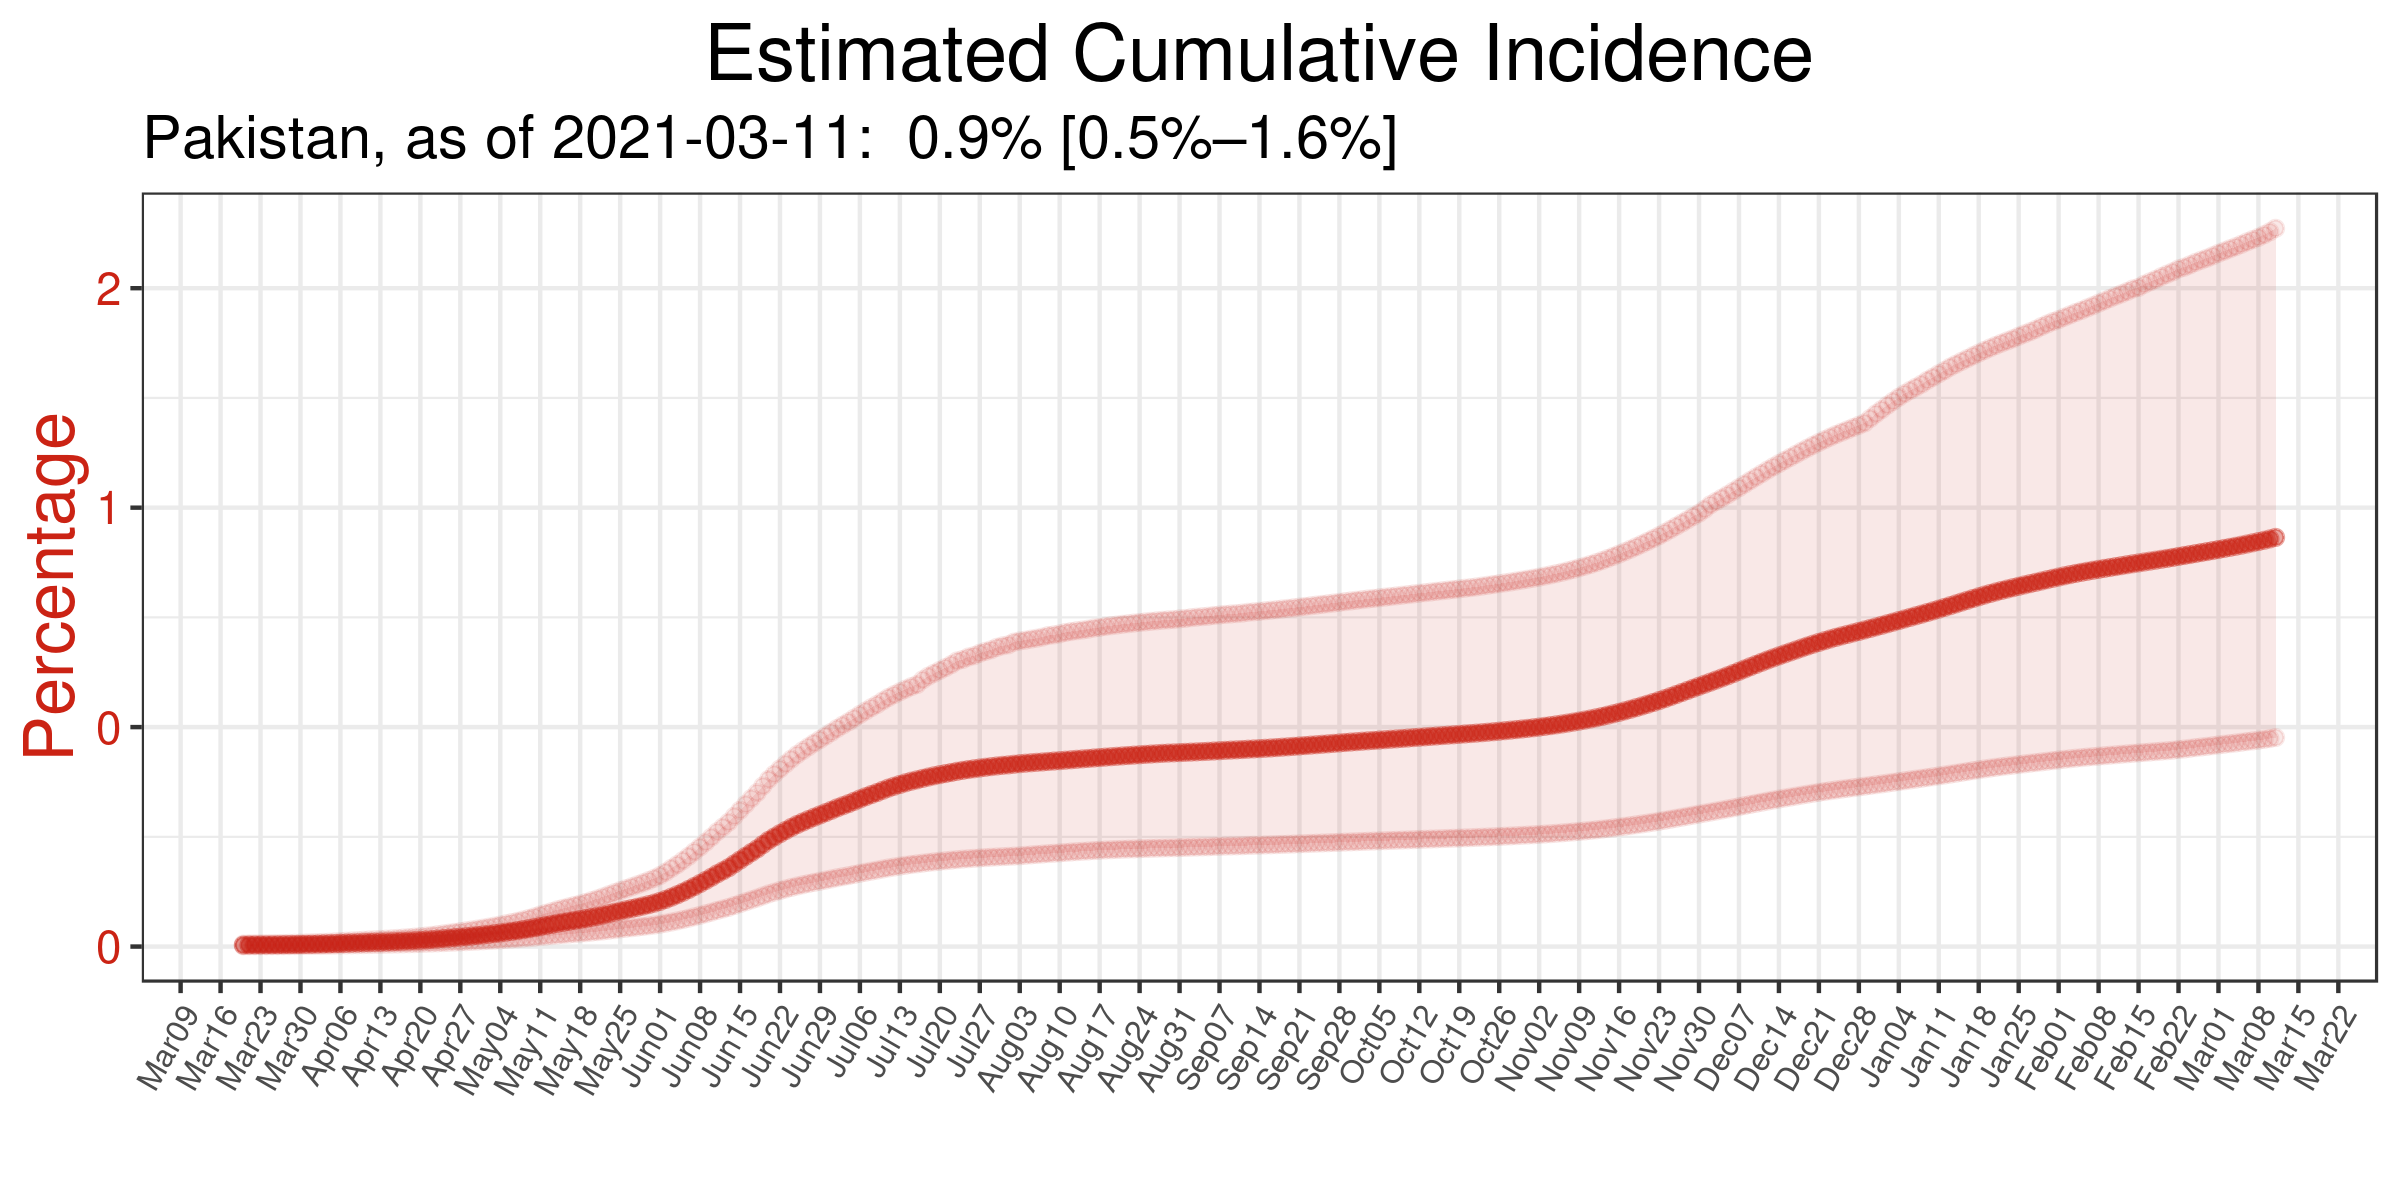 Estimated Cumulative Incidence
Pakistan, as of 2021-03-11:  0.9% [0.5%–1.6%]
Percentage
2
1
0
0
Mar09
Mar16
Mar23
Mar30
Apr06
Apr13
Apr20
Apr27
May04
May11
May18
May25
Jun01
Jun08
Jun15
Jun22
Jun29
Jul06
Jul13
Jul20
Jul27
Aug03
Aug10
Aug17
Aug24
Aug31
Sep07
Sep14
Sep21
Sep28
Oct05
Oct12
Oct19
Oct26
Nov02
Nov09
Nov16
Nov23
Nov30
Dec07
Dec14
Dec21
Dec28
Jan04
Jan11
Jan18
Jan25
Feb01
Feb08
Feb15
Feb22
Mar01
Mar08
Mar15
Mar22